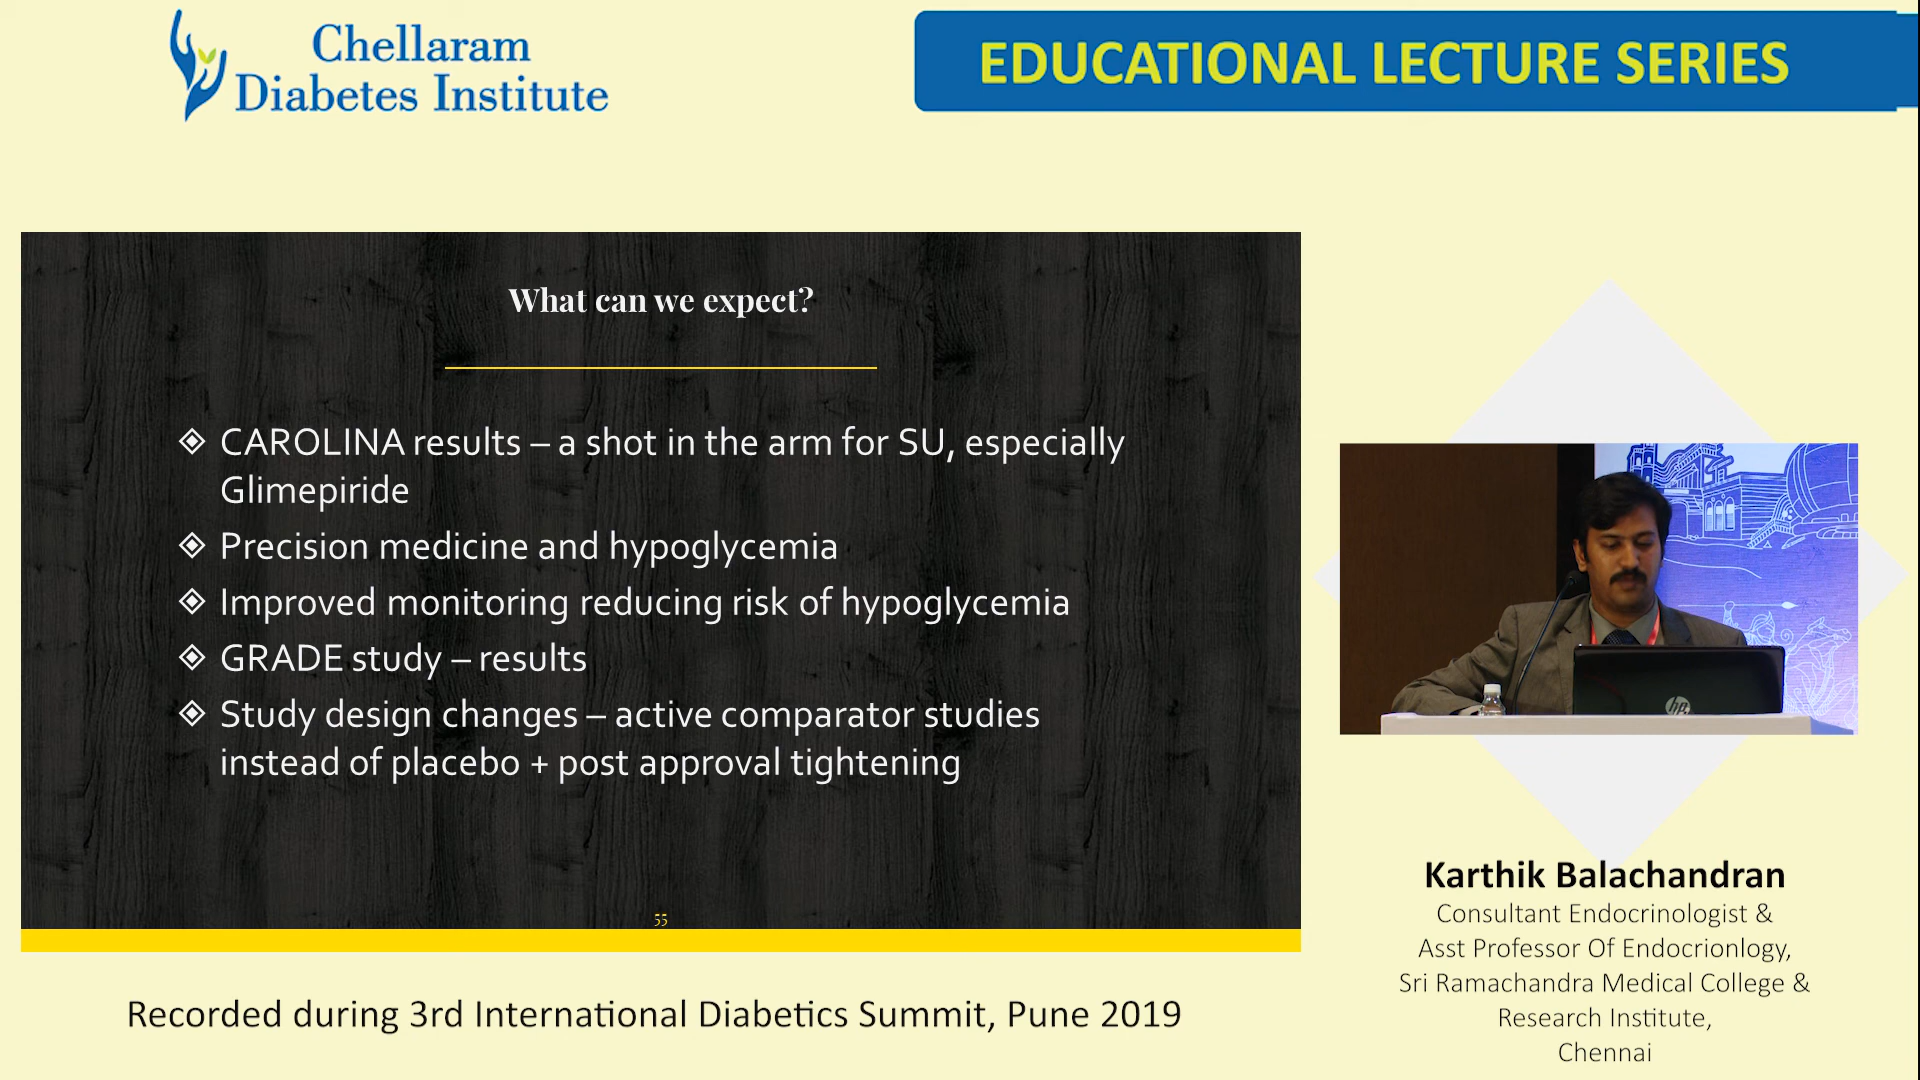 Chellaram
Diabetes Institute
EDUCATIONAL LECTURE SERIES
What can we expect?
CAROLINA results – a shot in the arm for SU, especially
Glimepiride
Precision medicine and hypoglycemia
Improved monitoring reducing risk of hypoglycemia
GRADE study – results
Study design changes – active comparator studies
instead of placebo + post approval tightening
55
hp
Karthik Balachandran
Consultant Endocrinologist &
Asst Professor Of Endocrionlogy,
Sri Ramachandra Medical College &
Research Institute,
Chennai
Recorded during 3rd International Diabetics Summit, Pune 2019